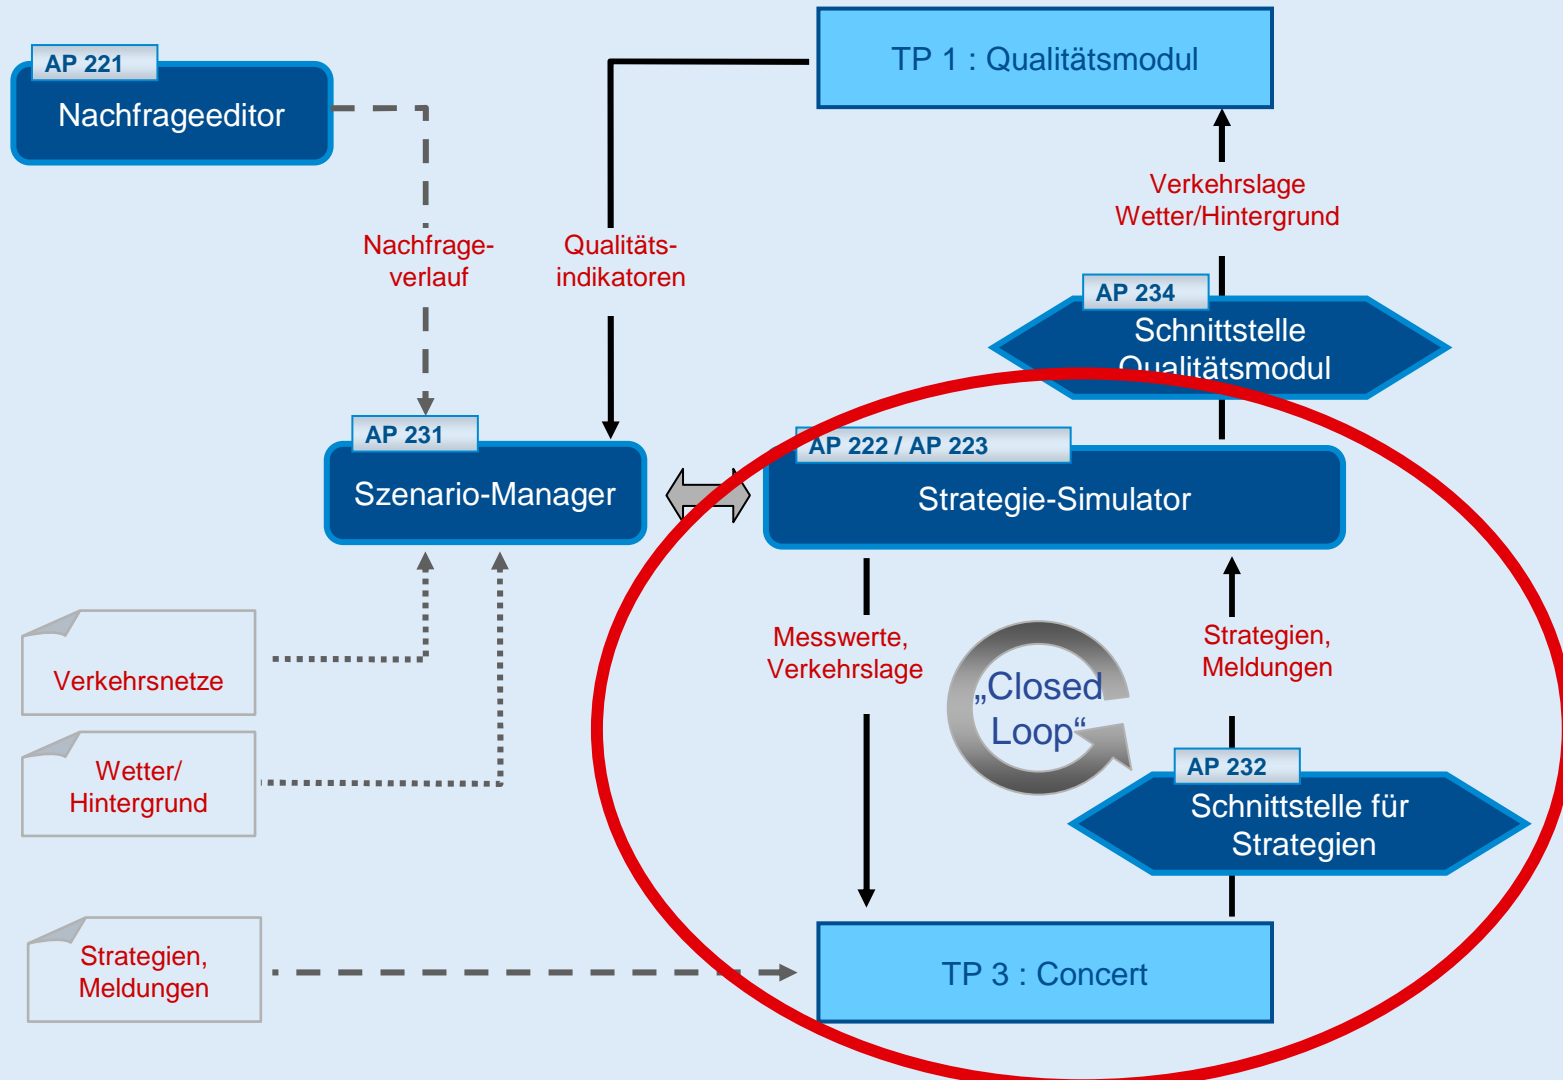 AP 221
Nachfrageeditor
TP 1 : Qualitätsmodul
Verkehrslage
Wetter/Hintergrund
Nachfrage-
verlauf
Qualitäts-
indikatoren
AP 234
Schnittstelle
Qualitätsmodul
AP 231
Szenario-Manager
AP 222 / AP 223
Strategie-Simulator
Messwerte,
Verkehrslage
„Closed
Loop“
Strategien,
Meldungen
Verkehrsnetze
Wetter/
Hintergrund
AP 232
Schnittstelle für
Strategien
Strategien,
Meldungen
TP 3 : Concert